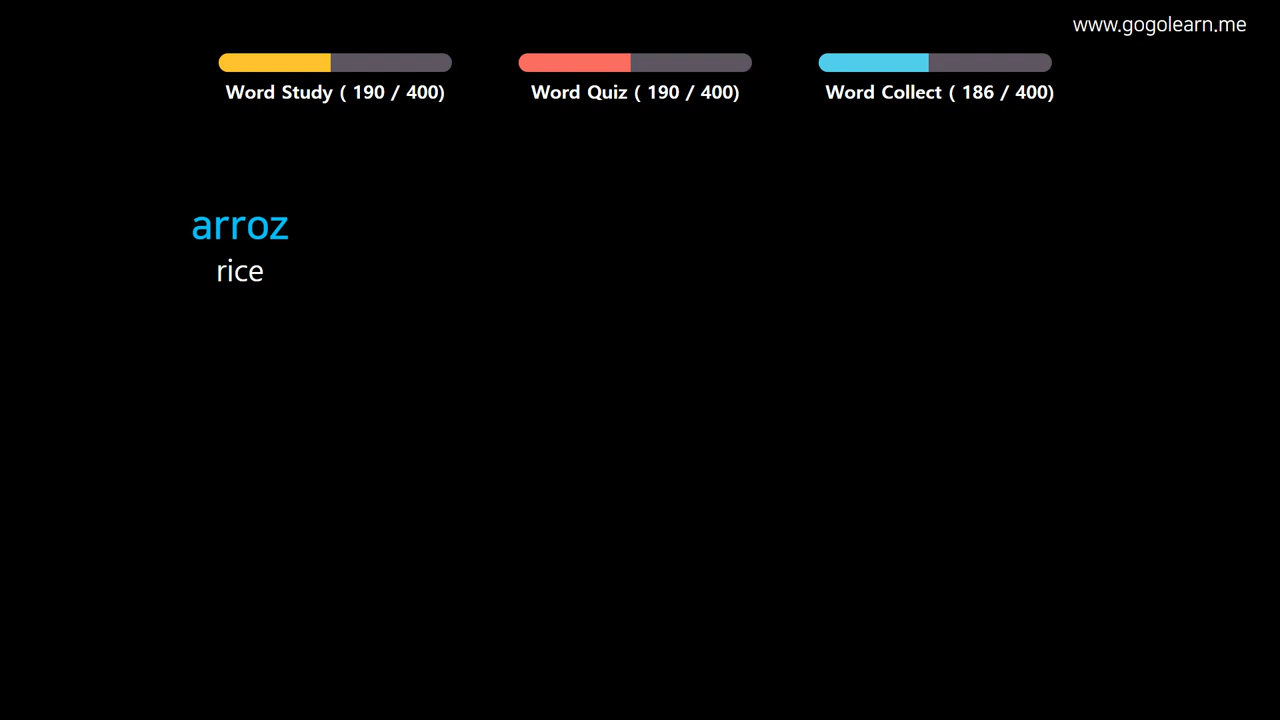 www.gogolearn.me
Word Study ( 190 / 400)
Word Quiz ( 190 / 400)
Word Collect ( 186 / 400)
arroz
rice